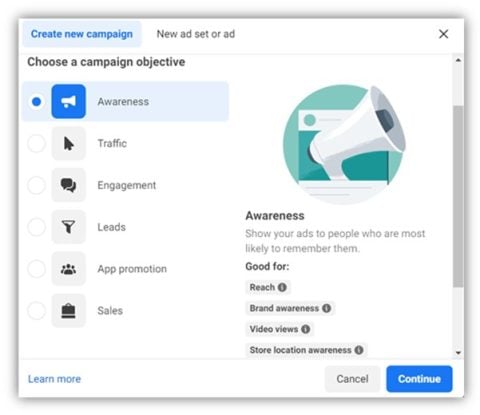 Create new campaign
New ad set or ad
Choose a campaign objective
Awareness
Traffic
Engagement
Leads
App promotion
Sales
Awareness
Show your ads to people who are most
likely to remember them.
Good for:
Reach
Brand awareness
Video views
Store location awareness
Learn more
Cancel
Continue